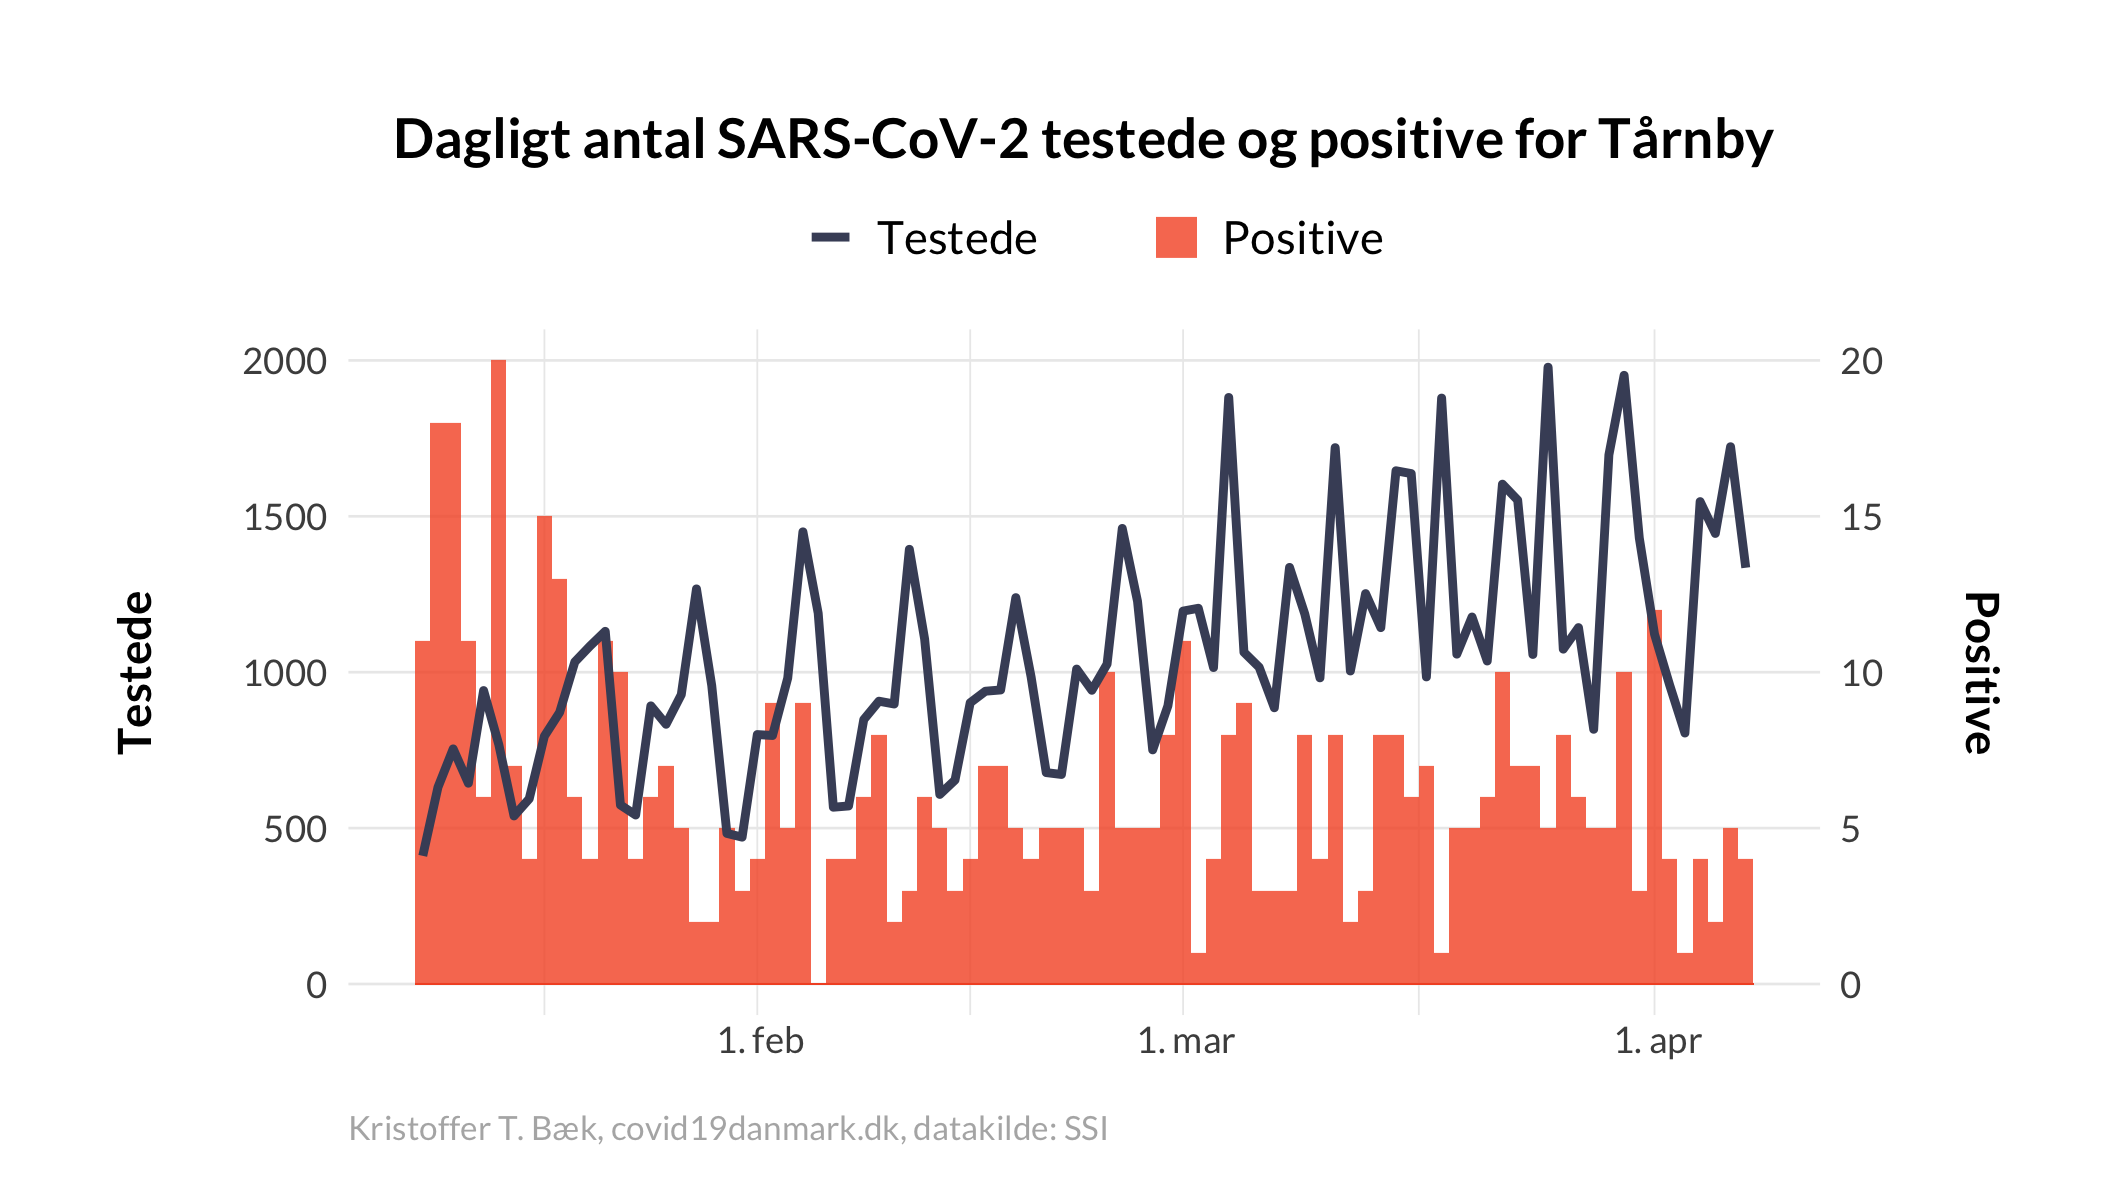 Dagligt antal SARS-CoV-2 testede og positive for Tårnby
Testede
Positive
2000
1500
1000
500
0
20
15
10
5
0
Testede
Positive
1. feb
1. mar
1. apr
Kristoffer T. Bæk, covid19danmark.dk, datakilde: SSI